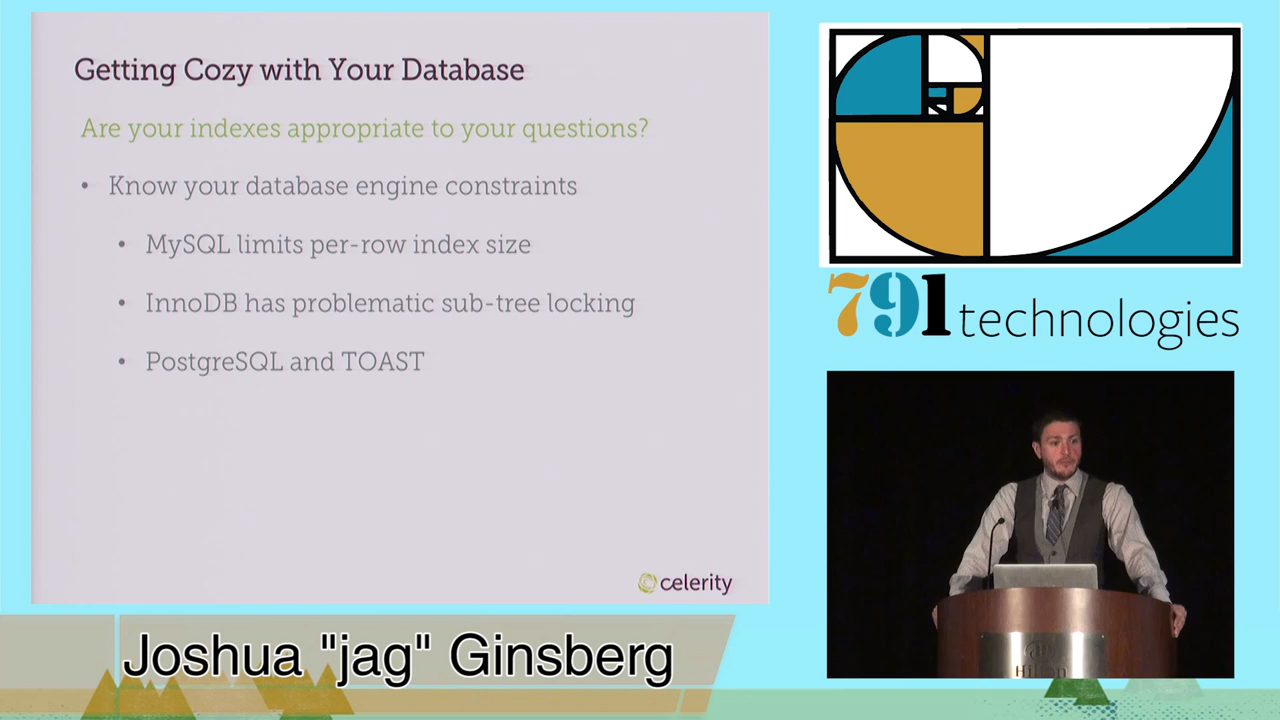 Getting Cozy with Your Database
Are your indexes appropriate to your questions?
• Know your database engine constraints
• MySQL limits per-row index size
• InnoDB has problematic sub-tree locking
• PostgreSQL and TOAST
celerity
791 technologies
Hilton
Joshua "jag" Ginsberg